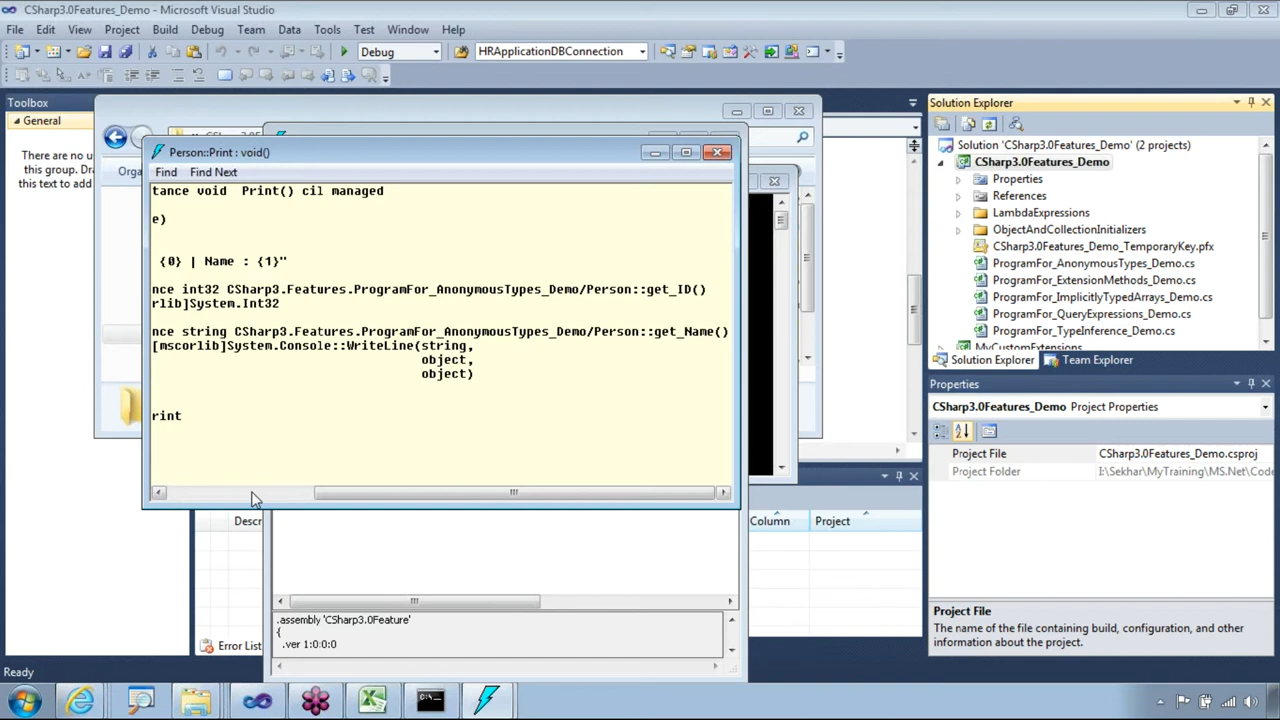 CSharp3.0Features_Demo - Microsoft Visual Studio
File Edit View Project Build Debug Team Data Tools Test Window Help
Debug HRApplicationDBConnection
Toolbox
General
There are no u
this group. Dra
this text to add
Orga
Person::Print : void()
Find Find Next
tance void  Print() cil managed
e)
{0} | Name : {1}"
nce int32 CSharp3.Features.ProgramFor_AnonymousTypes_Demo/Person::get_ID()
rlib]System.Int32
nce string CSharp3.Features.ProgramFor_AnonymousTypes_Demo/Person::get_Name()
[mscorlib]System.Console::WriteLine(string,
object,
object)
rint
Descr
Column Project
.assembly 'CSharp3.0Feature'
{
.ver 1:0:0:0
Error List
Solution Explorer
Solution 'CSharp3.0Features_Demo' (2 projects)
CSharp3.0Features_Demo
Properties
References
LambdaExpressions
ObjectAndCollectionInitializers
CSharp3.0Features_Demo_TemporaryKey.pfx
ProgramFor_AnonymousTypes_Demo.cs
ProgramFor_ExtensionMethods_Demo.cs
ProgramFor_ImplicitlyTypedArrays_Demo.cs
ProgramFor_QueryExpressions_Demo.cs
ProgramFor_TypeInference_Demo.cs
MyCustomExtensions
Solution Explorer Team Explorer
Properties
CSharp3.0Features_Demo Project Properties
Project File CSharp3.0Features_Demo.csproj
Project Folder I:\Sekhar\MyTraining\MS.Net\Code
Project File
The name of the file containing build, configuration, and other
information about the project.
Ready